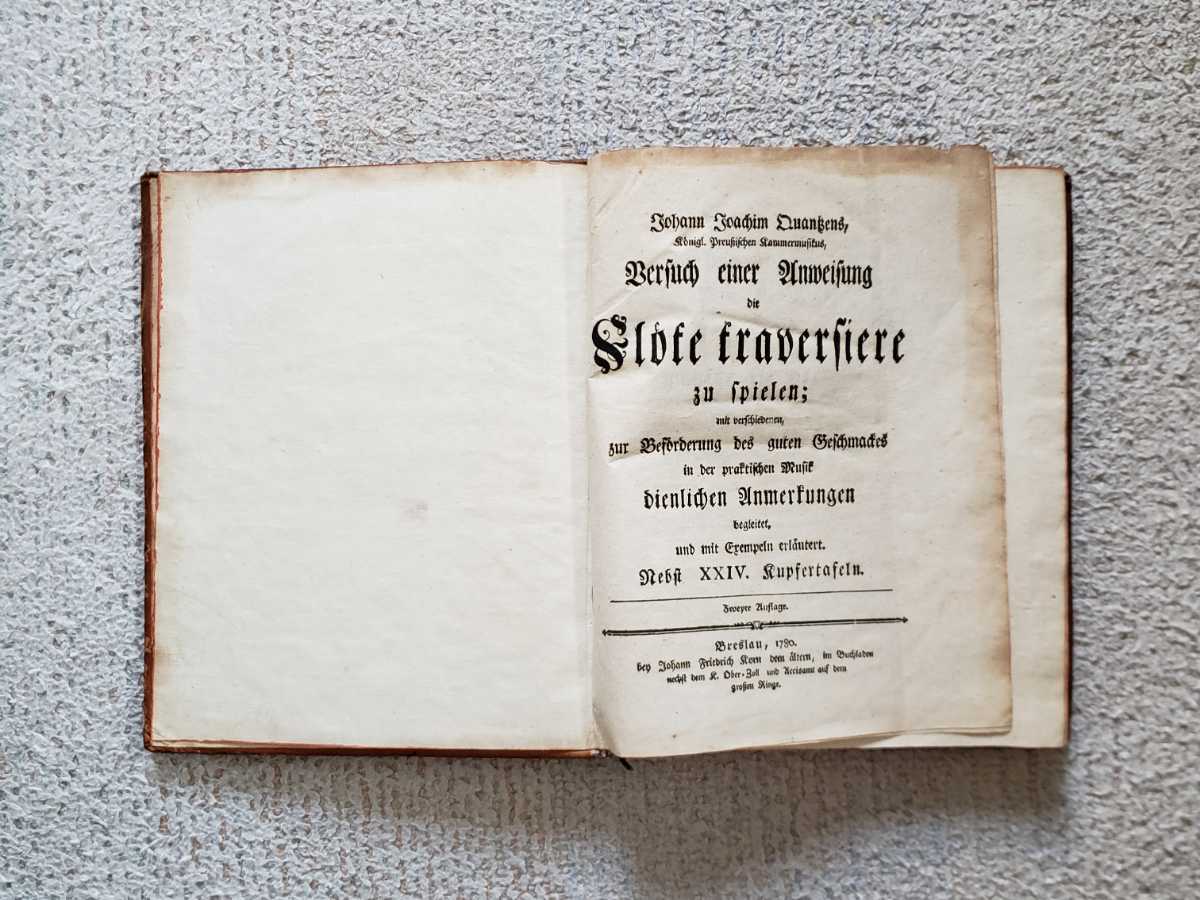 Johann Joachim Quantzens,
Königl. Preußischen Kammermusikus,
Versuch einer Anweisung
die
Flöte traversiere
zu spielen;
mit verschiedenen,
zur Beförderung des guten Geschmackes
in der praktischen Musik
dienlichen Anmerkungen
begleitet,
und mit Exempeln erläutert.
Nebst XXIV. Kupfertafeln.
Zweyte Auflage.
Breslau, 1780.
bey Johann Friedrich Korn dem ältern, im Buchladen
nechst dem K. Ober-Zoll und Accisamt auf dem
großen Ringe.